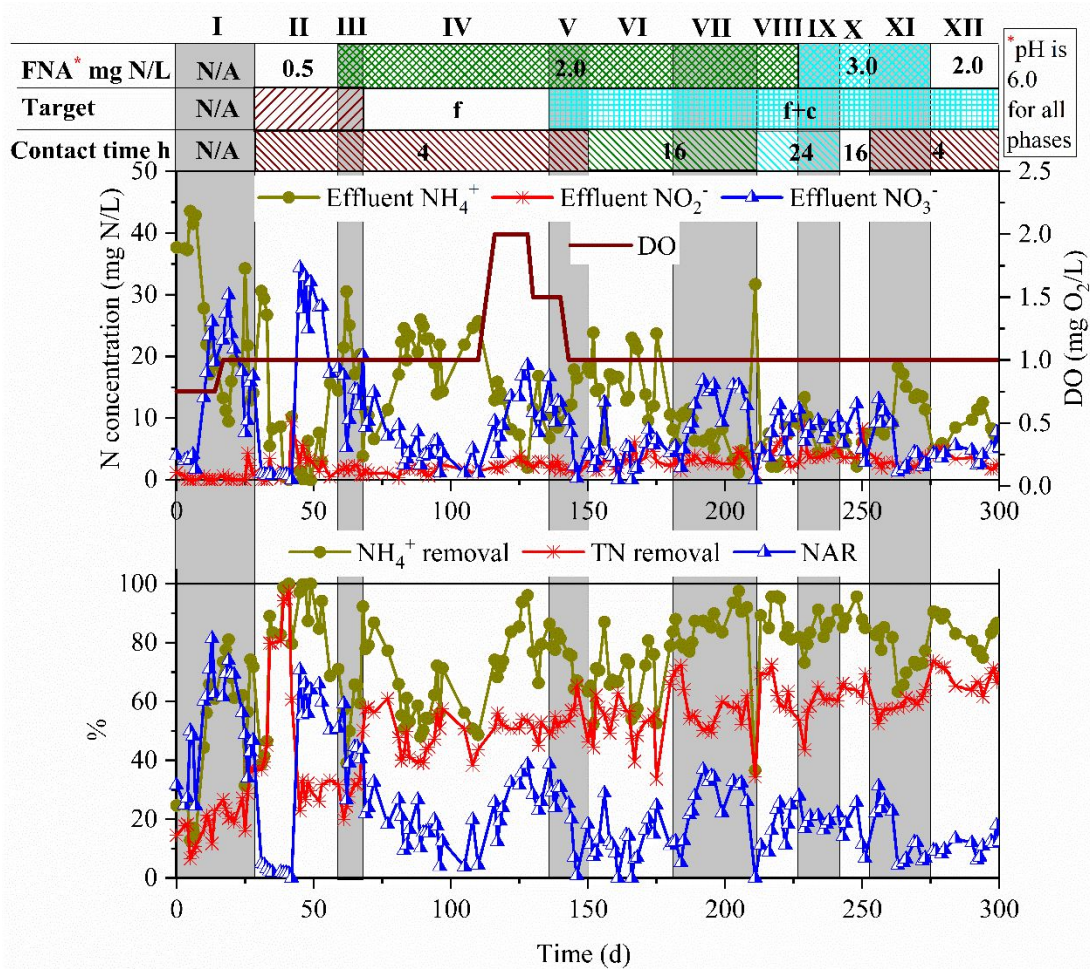 I II III IV V VI VII VIII IX X XI XII
FNA* mg N/L N/A 0.5 2.0 3.0 2.0
Target N/A f f+c
Contact time h N/A 4 16 24 16 4
*pH is
6.0
for all
phases
50 2.5
Effluent NH₄⁺ Effluent NO₂⁻ Effluent NO₃⁻
DO
40 2.0
30 1.5
20 1.0
10 0.5
0 0.0
N concentration (mg N/L)
DO (mg O₂/L)
0 50 100 150 200 250 300
NH₄⁺ removal TN removal NAR
100
80
60
40
20
0
%
0 50 100 150 200 250 300
Time (d)